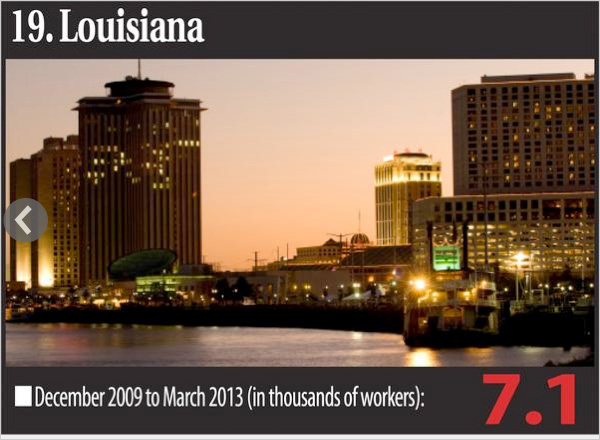 19. Louisiana
December 2009 to March 2013 (in thousands of workers):
7.1